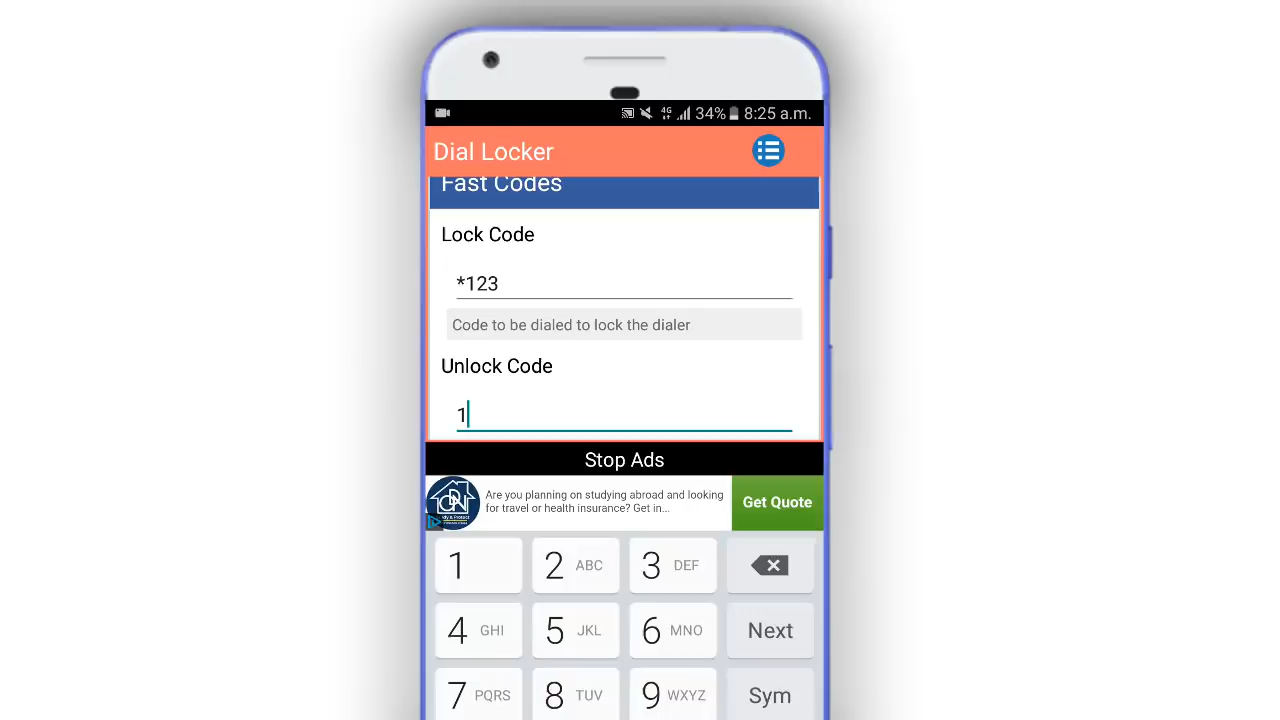 34% 8:25 a.m.
Dial Locker
Fast Codes
Lock Code
*123
Code to be dialed to lock the dialer
Unlock Code
1
Stop Ads
Are you planning on studying abroad and looking
for travel or health insurance? Get in...
Get Quote
1 2 ABC 3 DEF
4 GHI 5 JKL 6 MNO Next
7 PQRS 8 TUV 9 WXYZ Sym